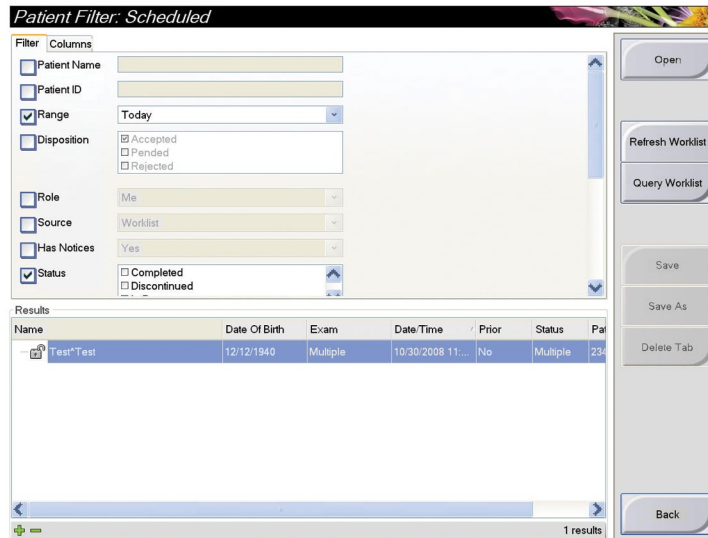 Patient Filter: Scheduled
Filter Columns
Patient Name
Patient ID
Range Today
Disposition Accepted
Pended
Rejected
Role Me
Source Worklist
Has Notices Yes
Status Completed
Discontinued
Results
Name Date Of Birth Exam Date/Time Prior Status Pat
Test^Test 12/12/1940 Multiple 10/30/2008 11:... No Multiple 234
1 results
Open
Refresh Worklist
Query Worklist
Save
Save As
Delete Tab
Back